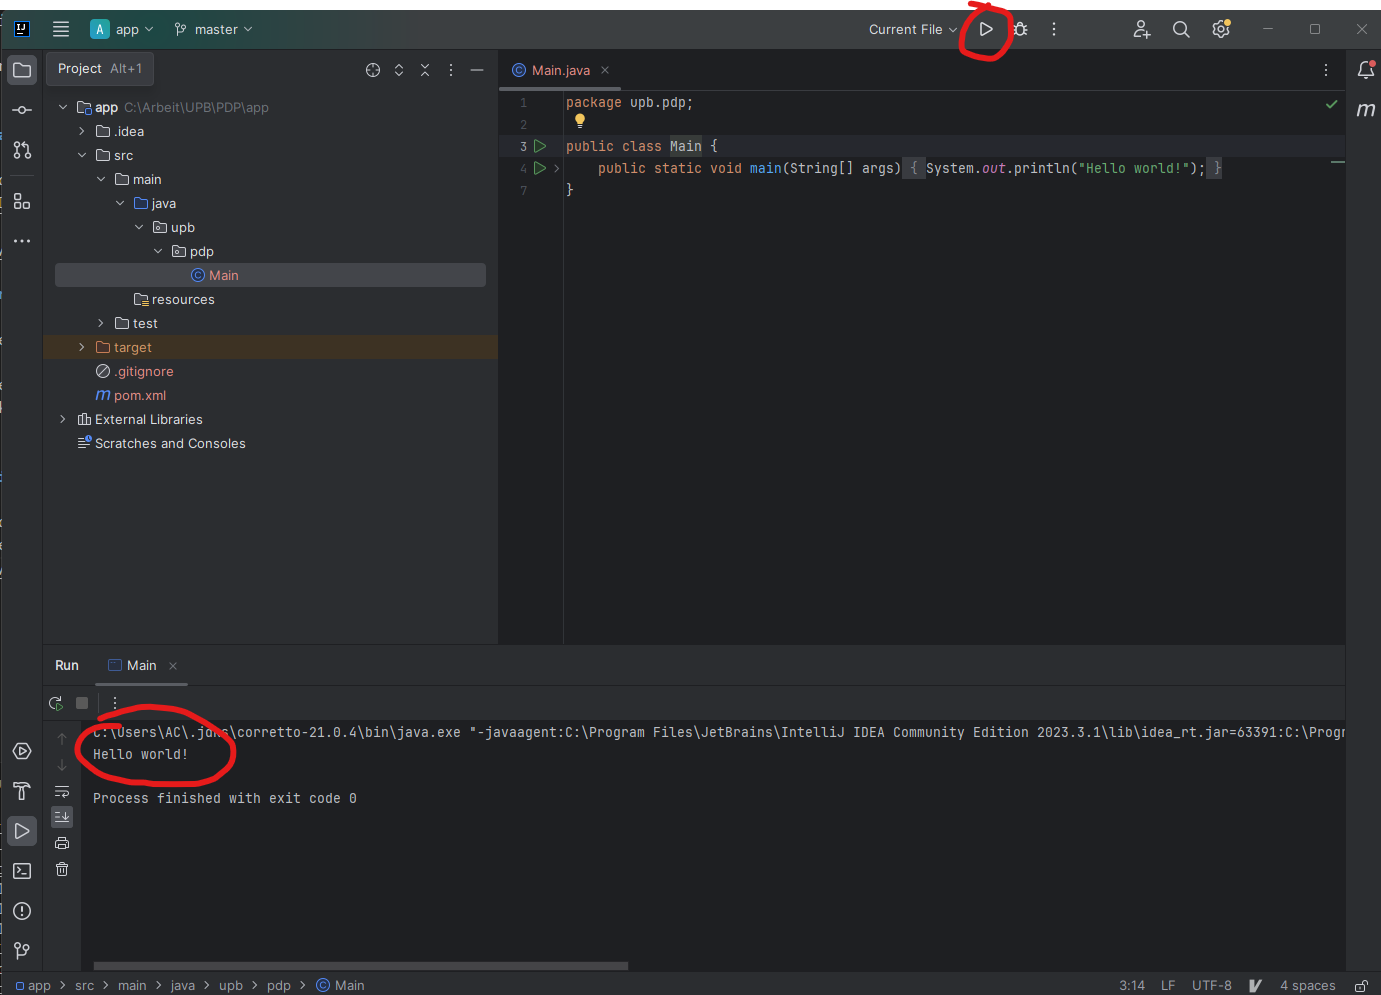 IJ
A app
master
Current File
Project Alt+1
app C:\Arbeit\UPB\PDP\app
.idea
src
main
java
upb
pdp
Main
resources
test
target
.gitignore
m pom.xml
External Libraries
Scratches and Consoles
Main.java
m
1 package upb.pdp;
2
3 public class Main {
4 public static void main(String[] args) { System.out.println("Hello world!"); }
7 }
Run
Main
C:\Users\AC\.jdks\corretto-21.0.4\bin\java.exe "-javaagent:C:\Program Files\JetBrains\IntelliJ IDEA Community Edition 2023.3.1\lib\idea_rt.jar=63391:C:\Progr
Hello world!
Process finished with exit code 0
app > src > main > java > upb > pdp > Main
3:14 LF UTF-8 4 spaces